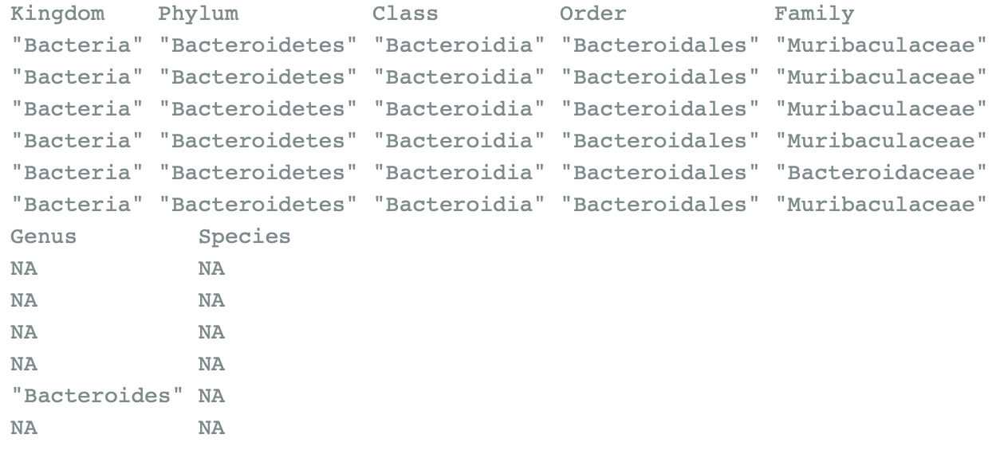 Kingdom Phylum Class Order Family
"Bacteria" "Bacteroidetes" "Bacteroidia" "Bacteroidales" "Muribaculaceae"
"Bacteria" "Bacteroidetes" "Bacteroidia" "Bacteroidales" "Muribaculaceae"
"Bacteria" "Bacteroidetes" "Bacteroidia" "Bacteroidales" "Muribaculaceae"
"Bacteria" "Bacteroidetes" "Bacteroidia" "Bacteroidales" "Muribaculaceae"
"Bacteria" "Bacteroidetes" "Bacteroidia" "Bacteroidales" "Bacteroidaceae"
"Bacteria" "Bacteroidetes" "Bacteroidia" "Bacteroidales" "Muribaculaceae"
Genus Species
NA NA
NA NA
NA NA
NA NA
"Bacteroides" NA
NA NA